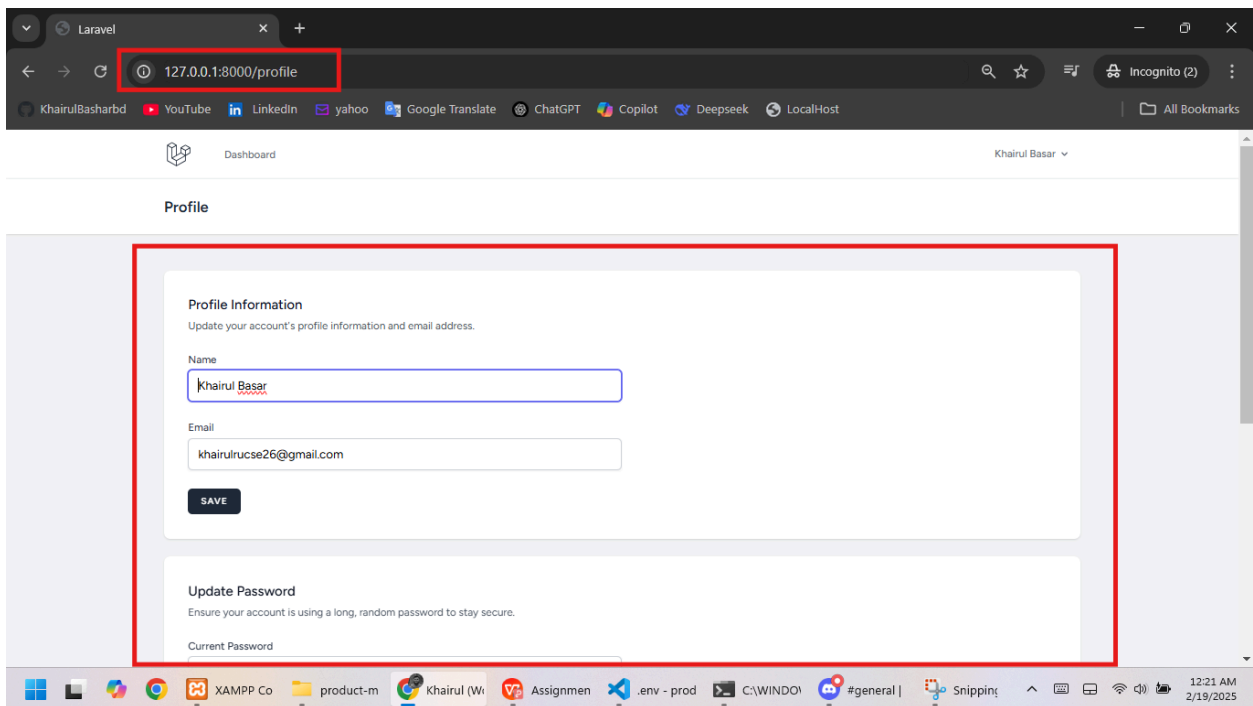 Laravel
127.0.0.1:8000/profile
Incognito (2)
KhairulBasharbd YouTube LinkedIn yahoo Google Translate ChatGPT Copilot Deepseek LocalHost All Bookmarks
Dashboard Khairul Basar
Profile
Profile Information
Update your account's profile information and email address.
Name
Khairul Basar
Email
khairulrucse26@gmail.com
SAVE
Update Password
Ensure your account is using a long, random password to stay secure.
Current Password
XAMPP Co product-m Khairul (Wo Assignmen .env - prod C:\WINDOW #general | Snipping 12:21 AM
2/19/2025